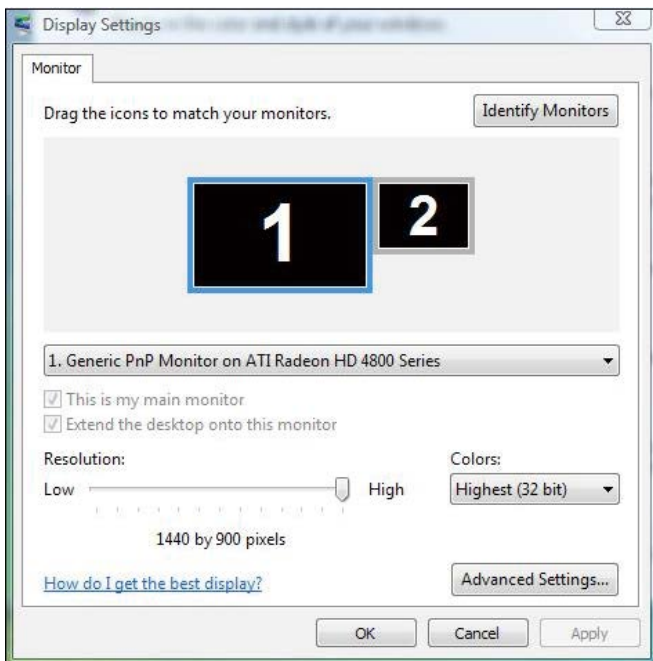 Display Settings
Monitor
Drag the icons to match your monitors.
Identify Monitors
1
2
1. Generic PnP Monitor on ATI Radeon HD 4800 Series
This is my main monitor
Extend the desktop onto this monitor
Resolution:
Colors:
Low
High
Highest (32 bit)
1440 by 900 pixels
How do I get the best display?
Advanced Settings...
OK
Cancel
Apply